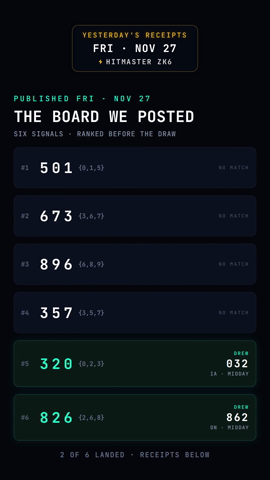 YESTERDAY'S RECEIPTS
FRI · NOV 27
⚡HITMASTER ZK6
PUBLISHED FRI · NOV 27
THE BOARD WE POSTED
SIX SIGNALS · RANKED BEFORE THE DRAW
#1 501 {0,1,5} NO MATCH
#2 673 {3,6,7} NO MATCH
#3 896 {6,8,9} NO MATCH
#4 357 {3,5,7} NO MATCH
DREW
#5 320 {0,2,3} 032
IA · MIDDAY
DREW
#6 826 {2,6,8} 862
ON · MIDDAY
2 OF 6 LANDED · RECEIPTS BELOW